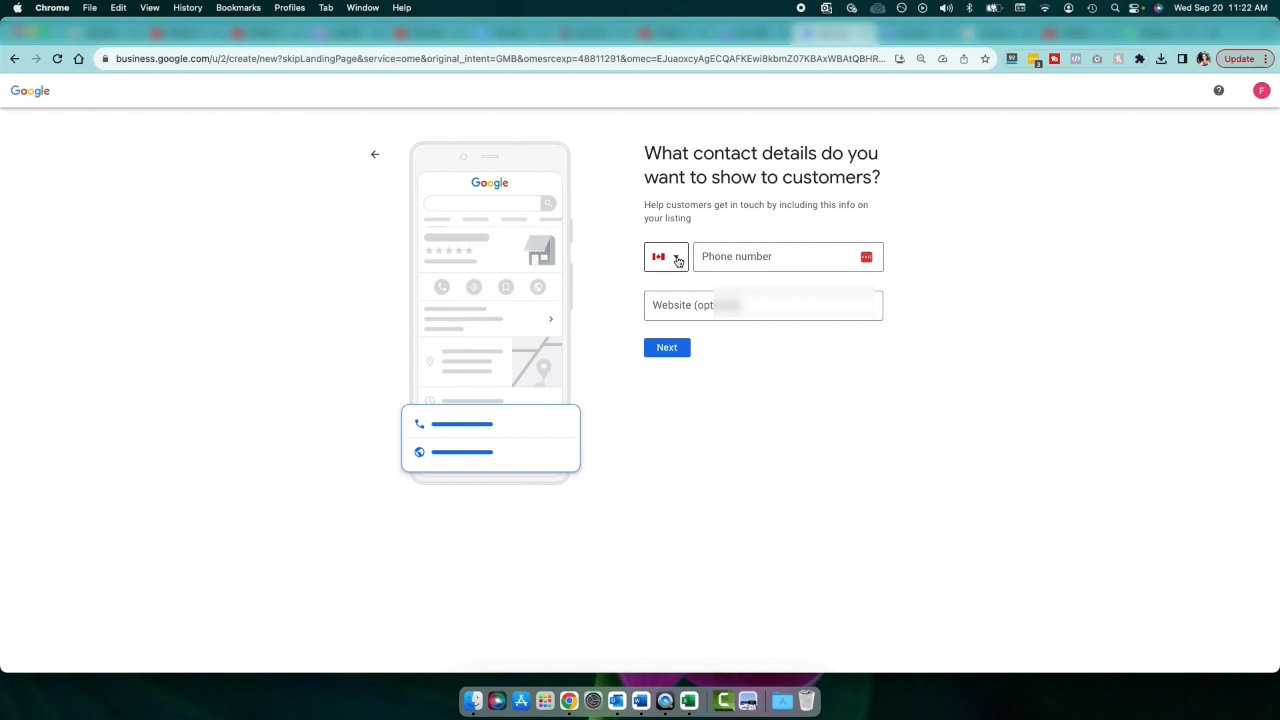 Chrome File Edit View History Bookmarks Profiles Tab Window Help
Wed Sep 20 11:22 AM
business.google.com/u/2/create/new?skipLandingPage&service=ome&original_intent=GMB&omesrcexp=48811291&omec=EJuaoxcyAgECQAFKEwi8kbmZ07KBAxWBAtQBHR...
92
3
Update
Google
F
Google
What contact details do you
want to show to customers?
Help customers get in touch by including this info on
your listing
Phone number
Website
Next